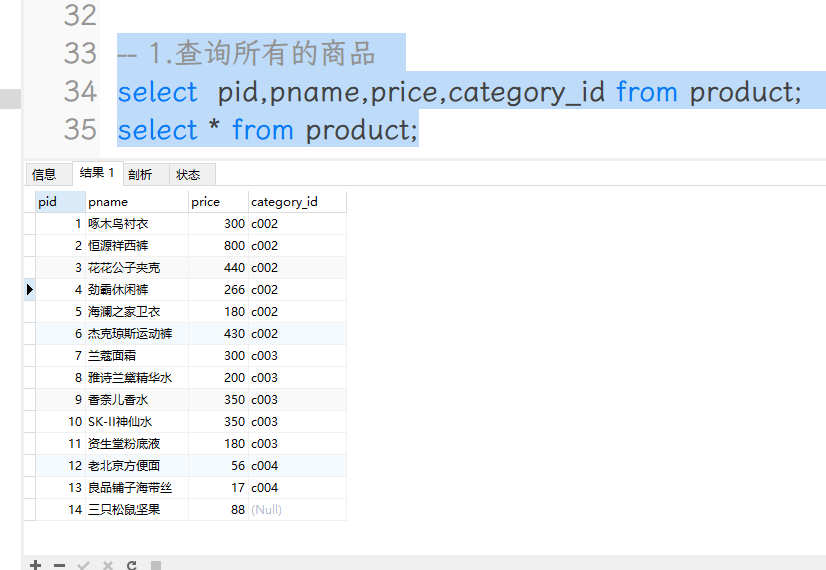 32
33 -- 1.查询所有的商品
34 select  pid,pname,price,category_id from product;
35 select * from product;
信息 结果 1 剖析 状态
pid pname price category_id
1 啄木鸟衬衣 300 c002
2 恒源祥西裤 800 c002
3 花花公子夹克 440 c002
4 劲霸休闲裤 266 c002
5 海澜之家卫衣 180 c002
6 杰克琼斯运动裤 430 c002
7 兰蔻面霜 300 c003
8 雅诗兰黛精华水 200 c003
9 香奈儿香水 350 c003
10 SK-II神仙水 350 c003
11 资生堂粉底液 180 c003
12 老北京方便面 56 c004
13 良品铺子海带丝 17 c004
14 三只松鼠坚果 88 (Null)